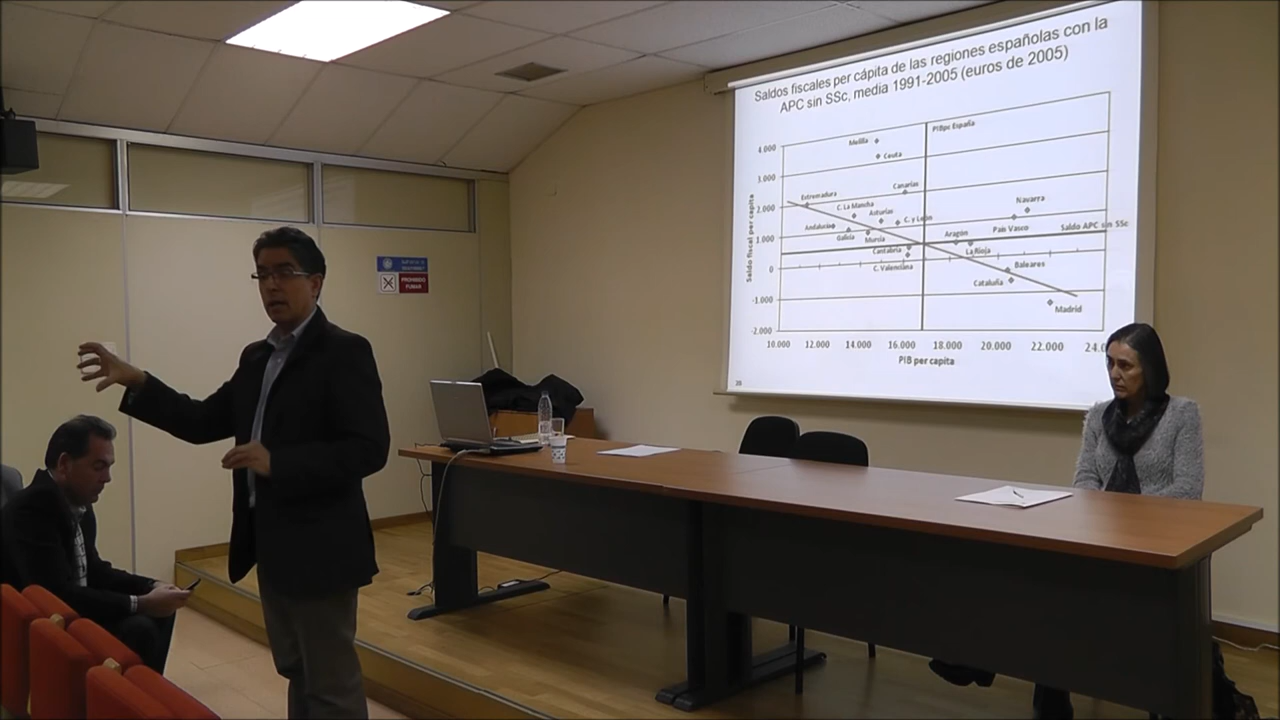 Saldos fiscales per cápita de las regiones españolas con la
APC sin SSc, media 1991-2005 (euros de 2005)
PIBpc España
4.000
3.000
2.000
1.000
0
-1.000
-2.000
Saldo fiscal per capita
Melilla
Ceuta
Canarias
Extremadura
C. La Mancha
Asturias
C. y León
Navarra
Andalucía
Galicia
Murcia
Aragón
País Vasco
Saldo APC sin SSc
Cantabria
La Rioja
C. Valenciana
Baleares
Cataluña
Madrid
10.000 12.000 14.000 16.000 18.000 20.000 22.000 24.0
PIB per capita
PROHIBIDO
FUMAR